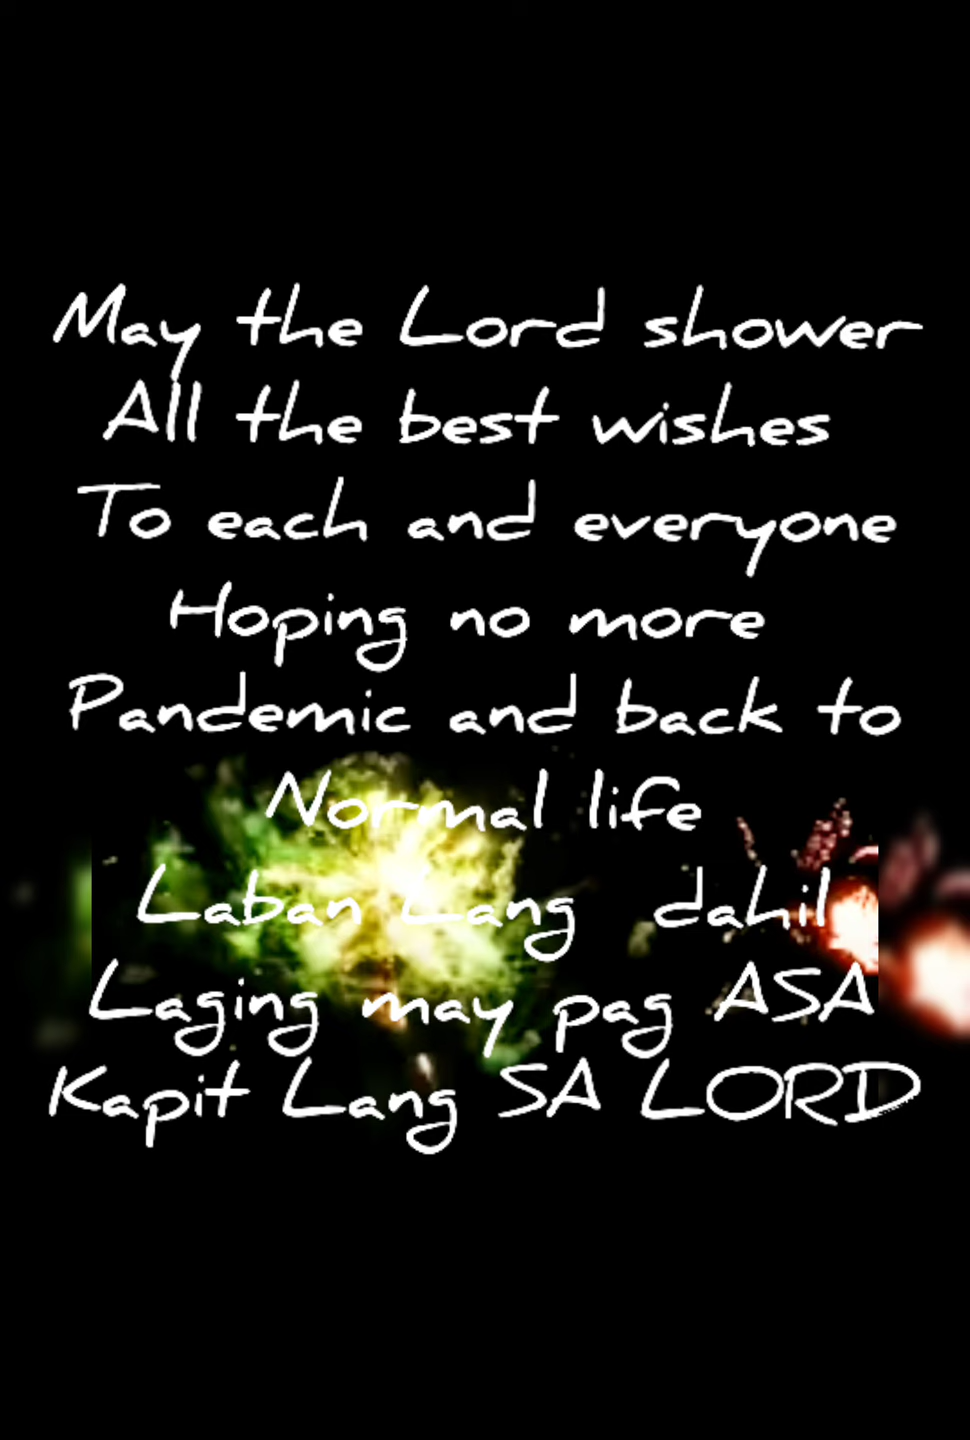 May the Lord shower
All the best wishes
To each and everyone
Hoping no more
Pandemic and back to
Normal life
Laban Lang dahil
Laging may pag ASA
Kapit Lang SA LORD